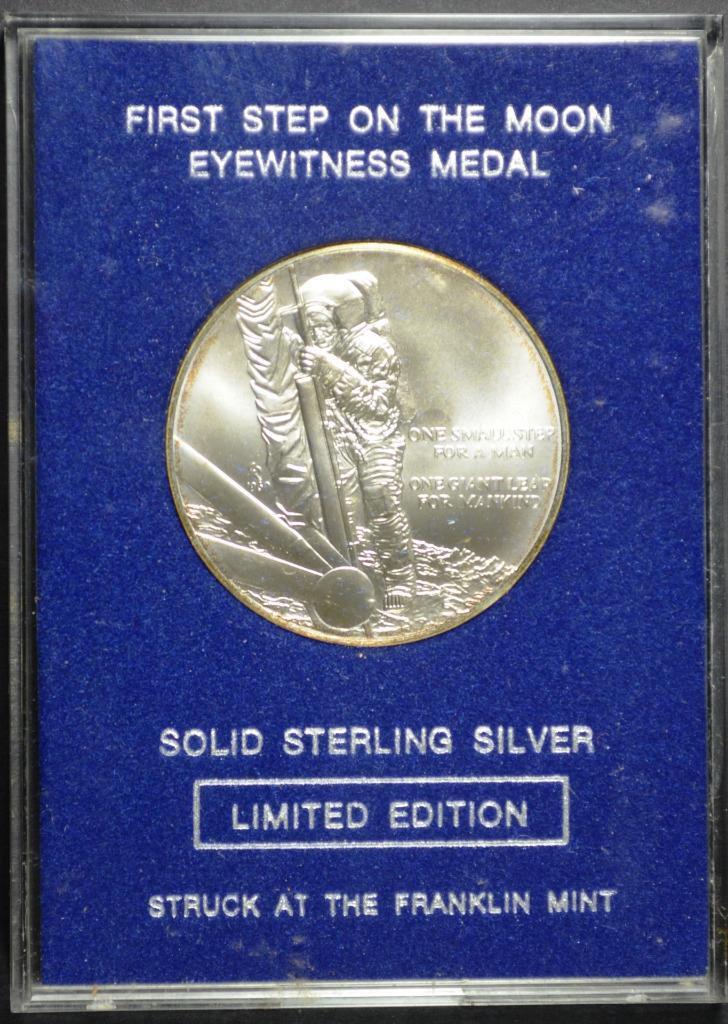 FIRST STEP ON THE MOON
EYEWITNESS MEDAL
ONE SMALL STEP
FOR A MAN
ONE GIANT LEAP
FOR MANKIND
SOLID STERLING SILVER
LIMITED EDITION
STRUCK AT THE FRANKLIN MINT